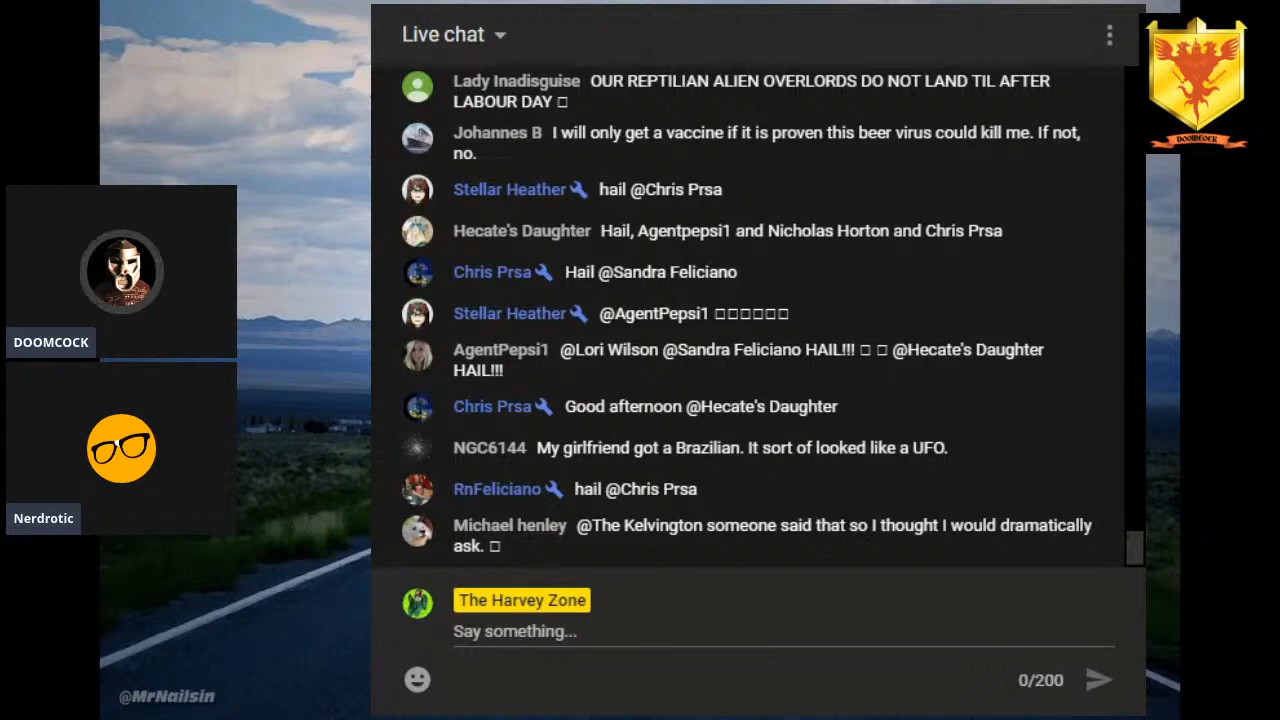 Live chat
Lady Inadisguise OUR REPTILIAN ALIEN OVERLORDS DO NOT LAND TIL AFTER
LABOUR DAY □
Johannes B I will only get a vaccine if it is proven this beer virus could kill me. If not,
no.
Stellar Heather hail @Chris Prsa
Hecate's Daughter Hail, Agentpepsi1 and Nicholas Horton and Chris Prsa
Chris Prsa Hail @Sandra Feliciano
Stellar Heather @AgentPepsi1 □□□□□□
AgentPepsi1 @Lori Wilson @Sandra Feliciano HAIL!!! □ □ @Hecate's Daughter
HAIL!!!
Chris Prsa Good afternoon @Hecate's Daughter
NGC6144 My girlfriend got a Brazilian. It sort of looked like a UFO.
RnFeliciano hail @Chris Prsa
Michael henley @The Kelvington someone said that so I thought I would dramatically
ask. □
The Harvey Zone
Say something...
0/200
DOOMCOCK
Nerdrotic
DOOMCOCK
@MrNailsin